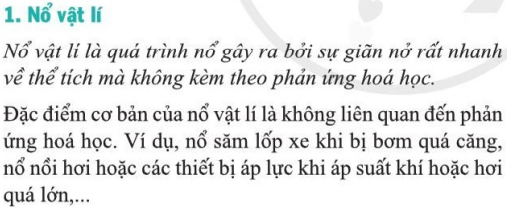 1. Nổ vật lí
Nổ vật lí là quá trình nổ gây ra bởi sự giãn nở rất nhanh
về thể tích mà không kèm theo phản ứng hoá học.
Đặc điểm cơ bản của nổ vật lí là không liên quan đến phản
ứng hoá học. Ví dụ, nổ săm lốp xe khi bị bơm quá căng,
nổ nồi hơi hoặc các thiết bị áp lực khi áp suất khí hoặc hơi
quá lớn,...